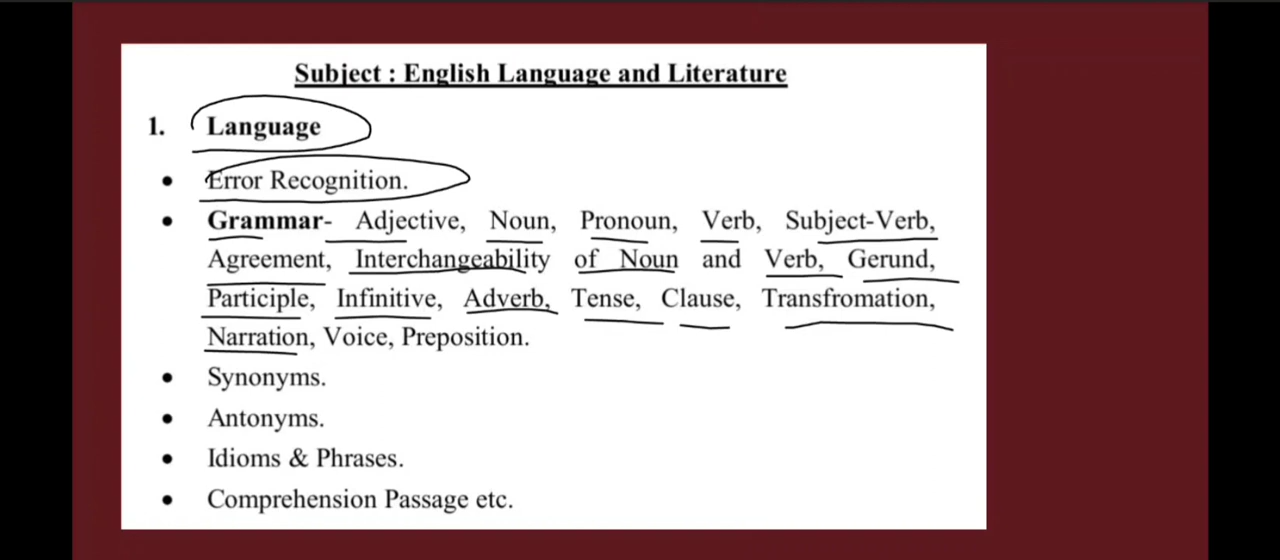 Subject : English Language and Literature
1. Language
• Error Recognition.
• Grammar- Adjective, Noun, Pronoun, Verb, Subject-Verb,
Agreement, Interchangeability of Noun and Verb, Gerund,
Participle, Infinitive, Adverb, Tense, Clause, Transfromation,
Narration, Voice, Preposition.
• Synonyms.
• Antonyms.
• Idioms & Phrases.
• Comprehension Passage etc.